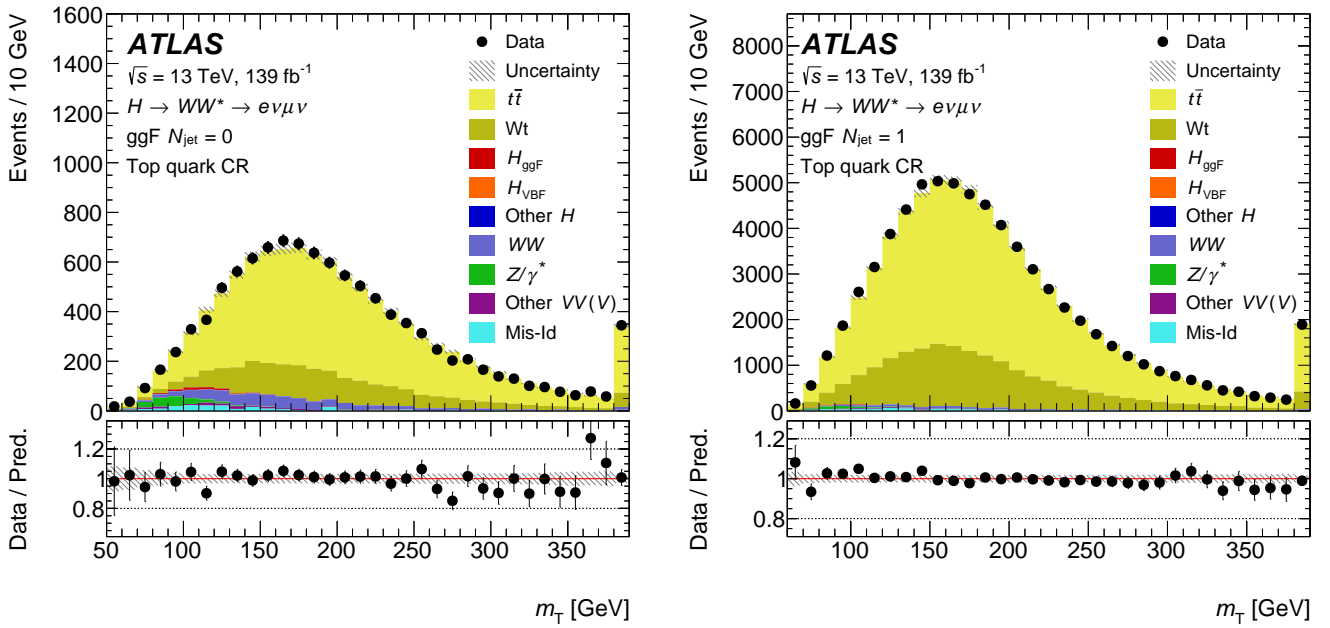 Events / 10 GeV
1600
1400
1200
1000
800
600
400
200
0
ATLAS
√s = 13 TeV, 139 fb⁻¹
H → WW* → eνμν
ggF N_jet = 0
Top quark CR
Data
Uncertainty
tt̄
Wt
H_ggF
H_VBF
Other H
WW
Z/γ*
Other VV(V)
Mis-Id
Data / Pred.
1.2
1
0.8
50 100 150 200 250 300 350
m_T [GeV]
Events / 10 GeV
8000
7000
6000
5000
4000
3000
2000
1000
0
ATLAS
√s = 13 TeV, 139 fb⁻¹
H → WW* → eνμν
ggF N_jet = 1
Top quark CR
Data
Uncertainty
tt̄
Wt
H_ggF
H_VBF
Other H
WW
Z/γ*
Other VV(V)
Mis-Id
Data / Pred.
1.2
1
0.8
100 150 200 250 300 350
m_T [GeV]